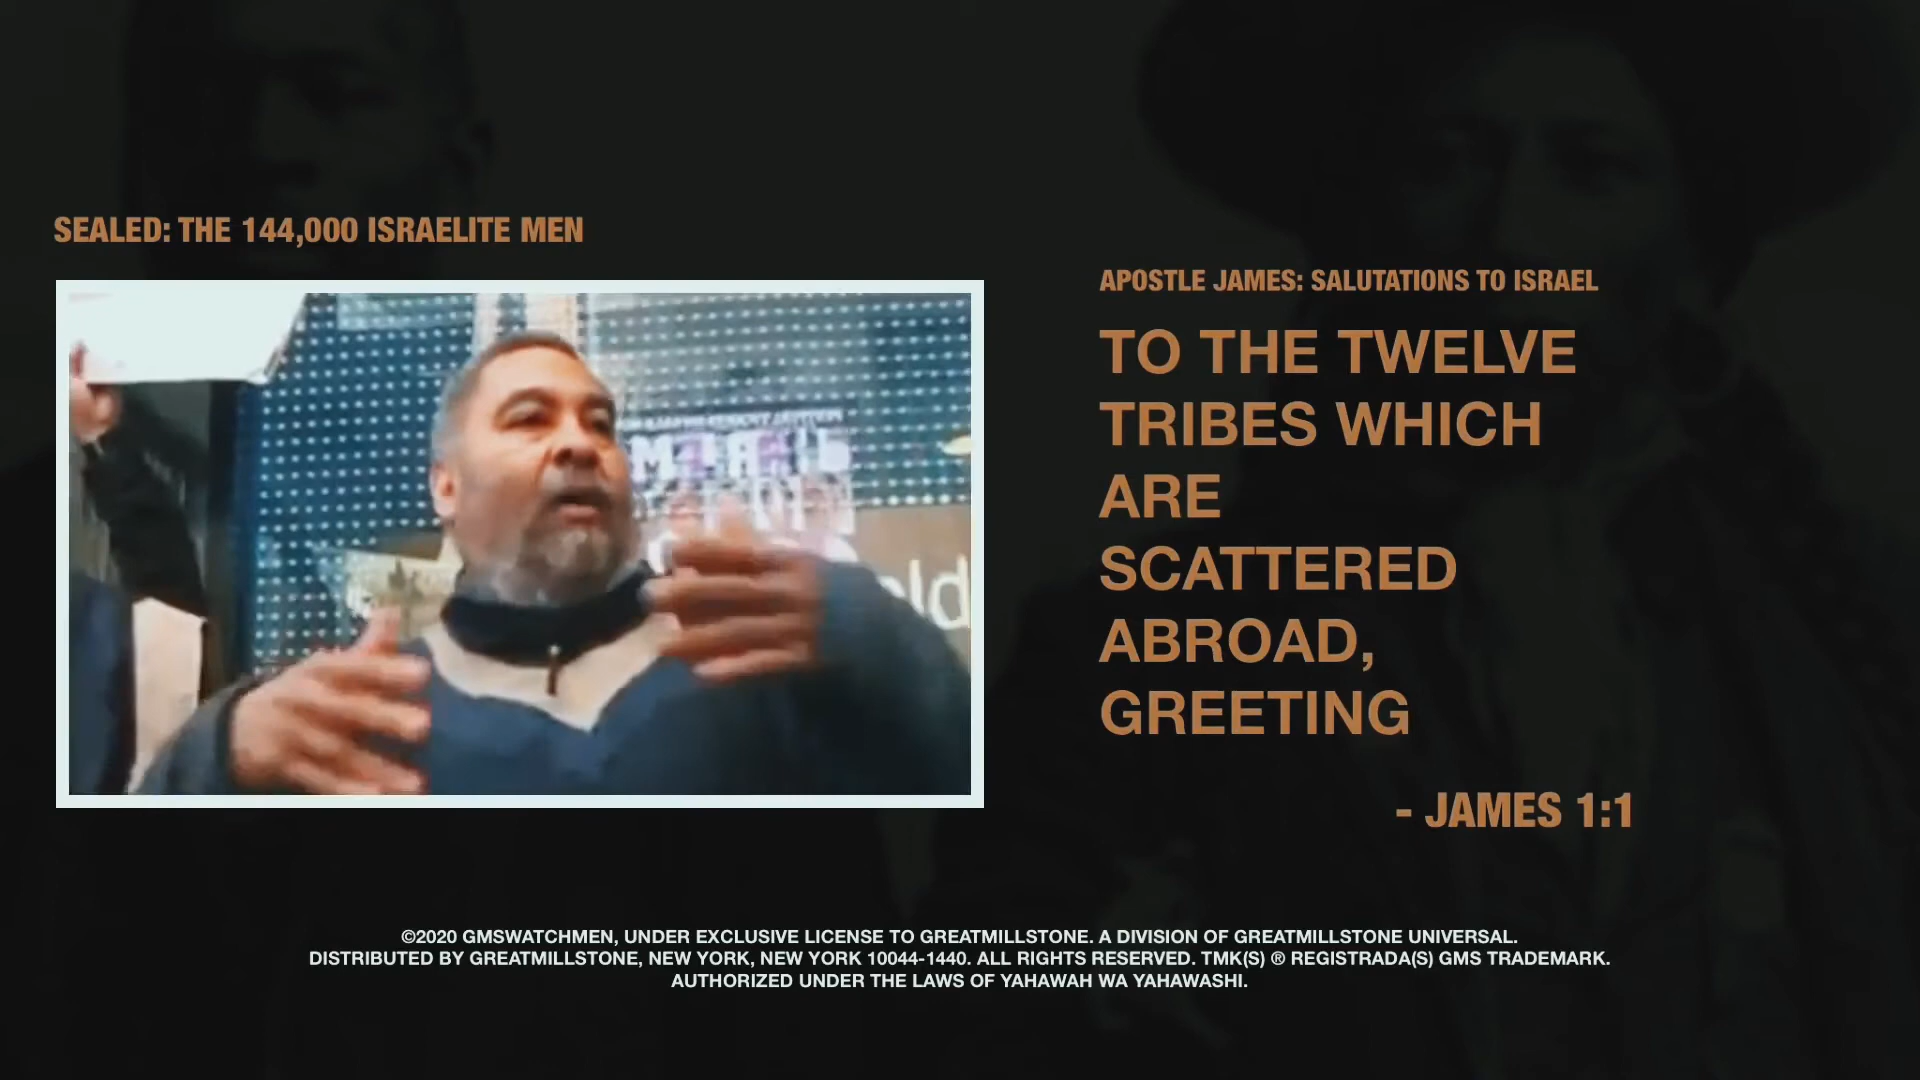 SEALED: THE 144,000 ISRAELITE MEN
APOSTLE JAMES: SALUTATIONS TO ISRAEL
TO THE TWELVE
TRIBES WHICH
ARE
SCATTERED
ABROAD,
GREETING
- JAMES 1:1
©2020 GMSWATCHMEN, UNDER EXCLUSIVE LICENSE TO GREATMILLSTONE. A DIVISION OF GREATMILLSTONE UNIVERSAL.
DISTRIBUTED BY GREATMILLSTONE, NEW YORK, NEW YORK 10044-1440. ALL RIGHTS RESERVED. TMK(S) ® REGISTRADA(S) GMS TRADEMARK.
AUTHORIZED UNDER THE LAWS OF YAHAWAH WA YAHAWASHI.